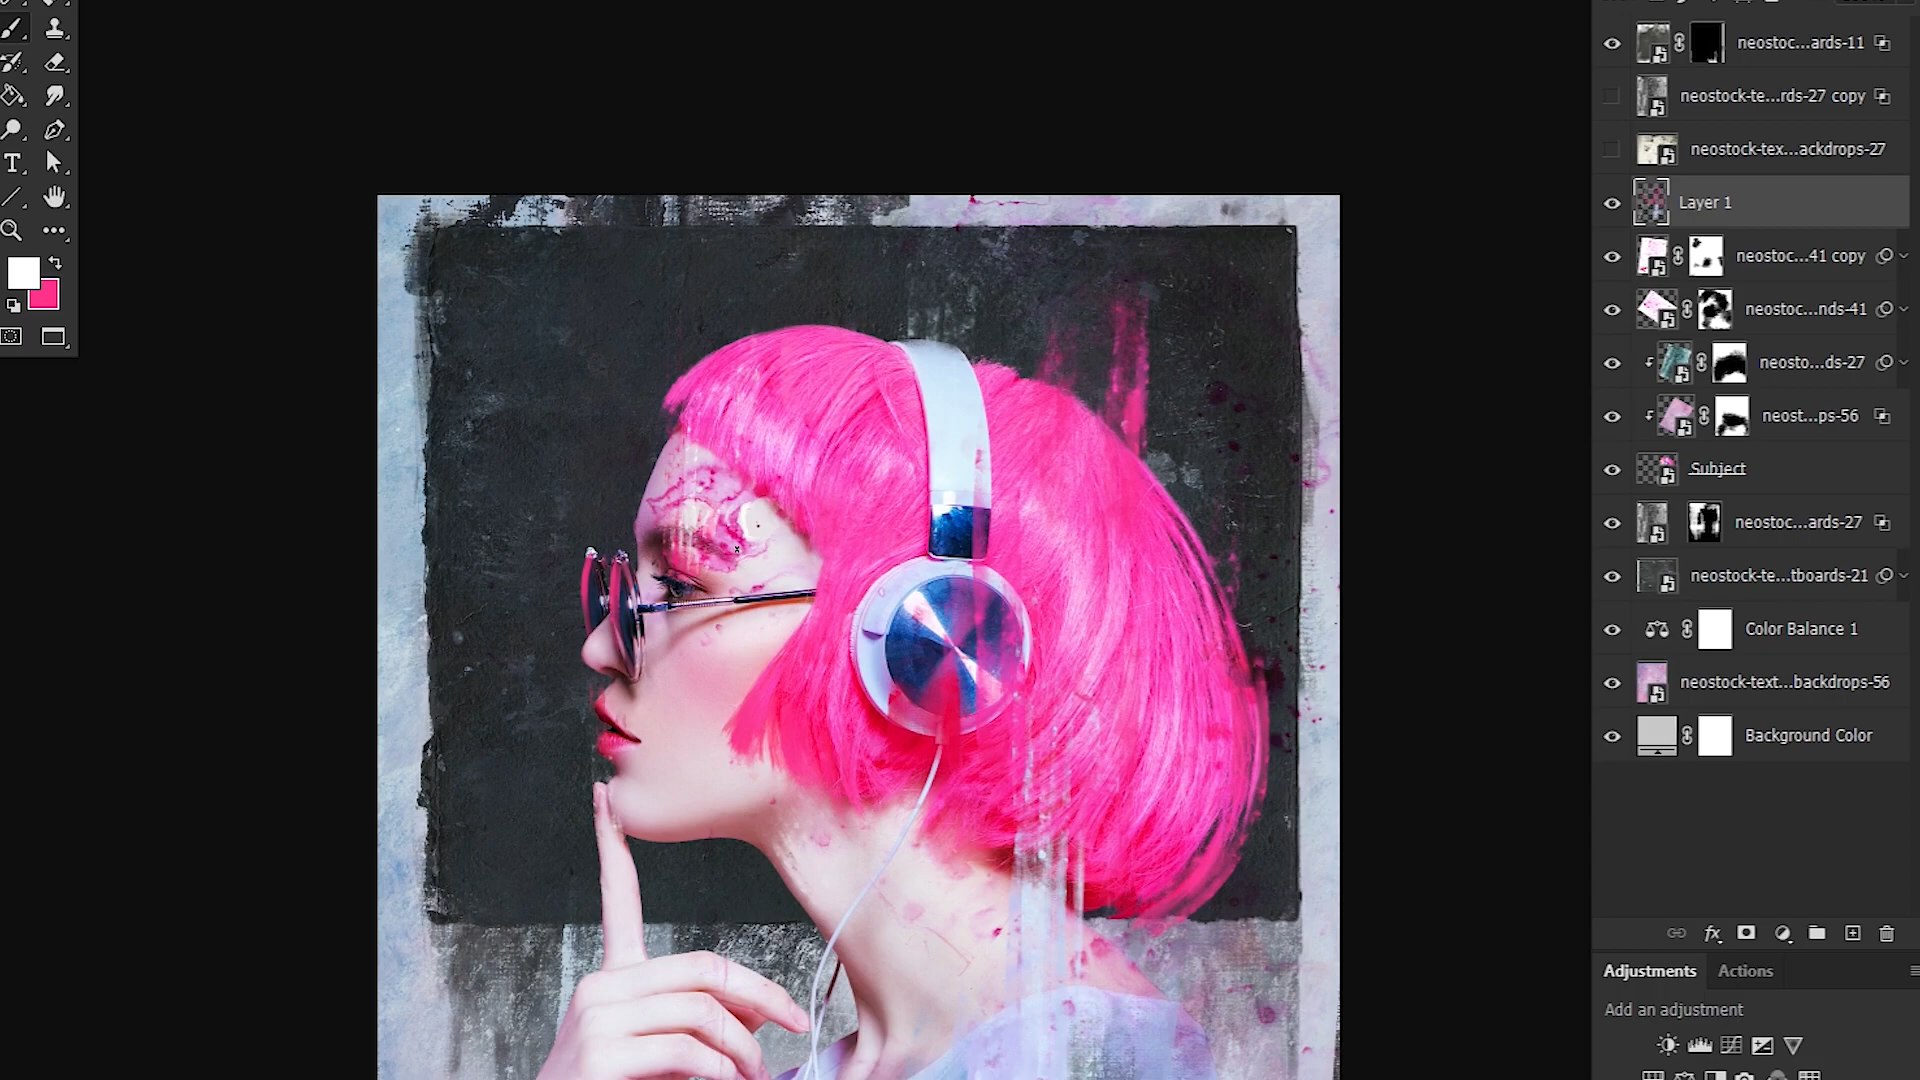 neostoc...ards-11
neostock-te...rds-27 copy
neostock-tex...ackdrops-27
Layer 1
neostoc...41 copy
neostoc...nds-41
neosto...ds-27
neost...ps-56
Subject
neostoc...ards-27
neostock-te...tboards-21
Color Balance 1
neostock-text...backdrops-56
Background Color
fx
Adjustments
Actions
Add an adjustment